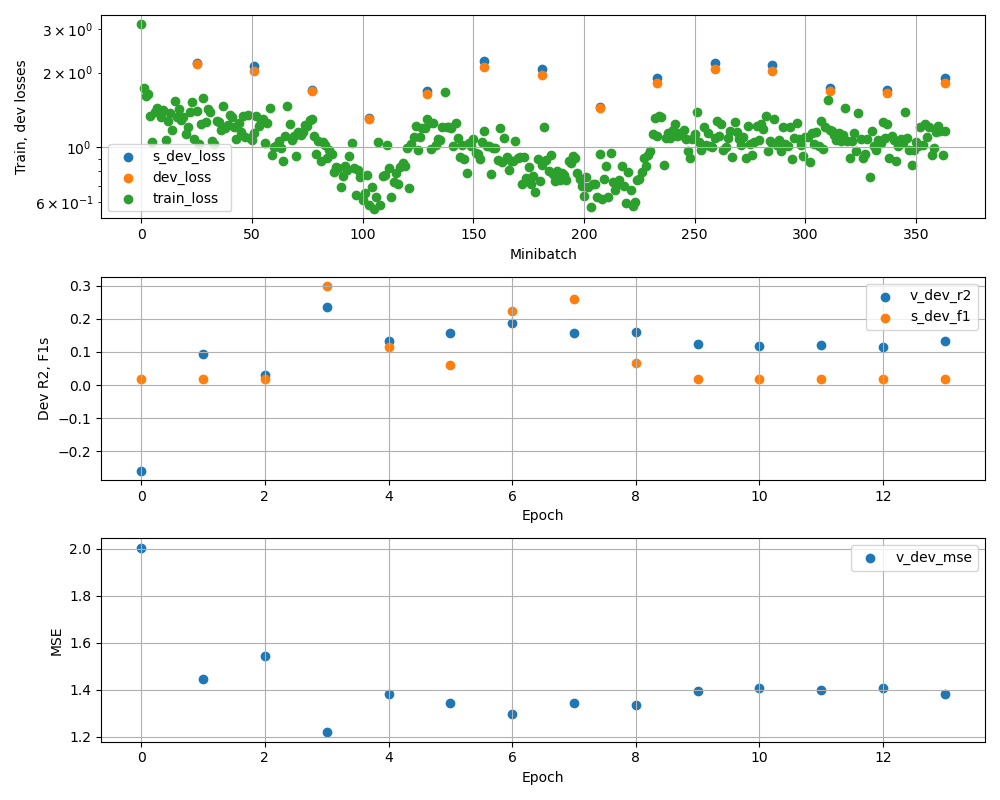 Train, dev losses
3 × 10⁰
2 × 10⁰
10⁰
6 × 10⁻¹
s_dev_loss
dev_loss
train_loss
0 50 100 150 200 250 300 350
Minibatch
Dev R2, F1s
0.3
0.2
0.1
0.0
−0.1
−0.2
v_dev_r2
s_dev_f1
0 2 4 6 8 10 12
Epoch
MSE
2.0
1.8
1.6
1.4
1.2
v_dev_mse
0 2 4 6 8 10 12
Epoch